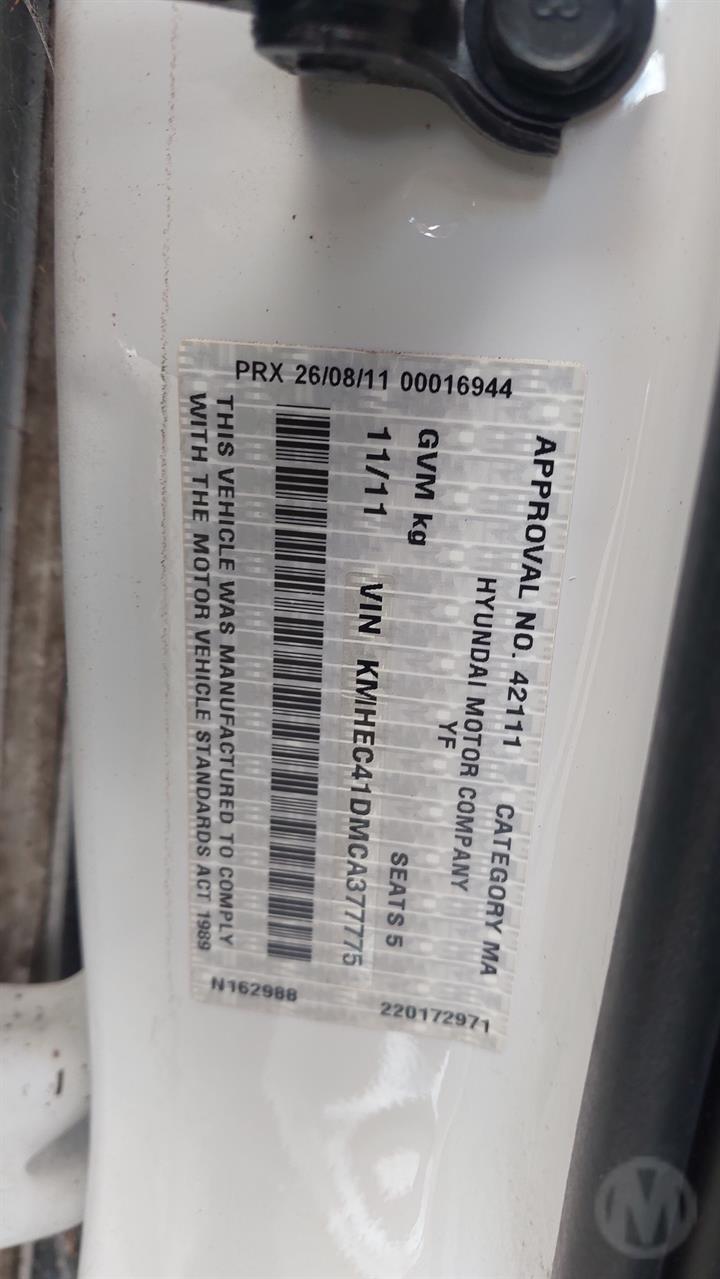 APPROVAL NO. 42111 CATEGORY MA
HYUNDAI MOTOR COMPANY
YF
GVM kg SEATS 5
11/11 VIN KMHEC41DMCA377775
THIS VEHICLE WAS MANUFACTURED TO COMPLY
WITH THE MOTOR VEHICLE STANDARDS ACT 1989
PRX 26/08/11 00016944
220172971
N162988
M